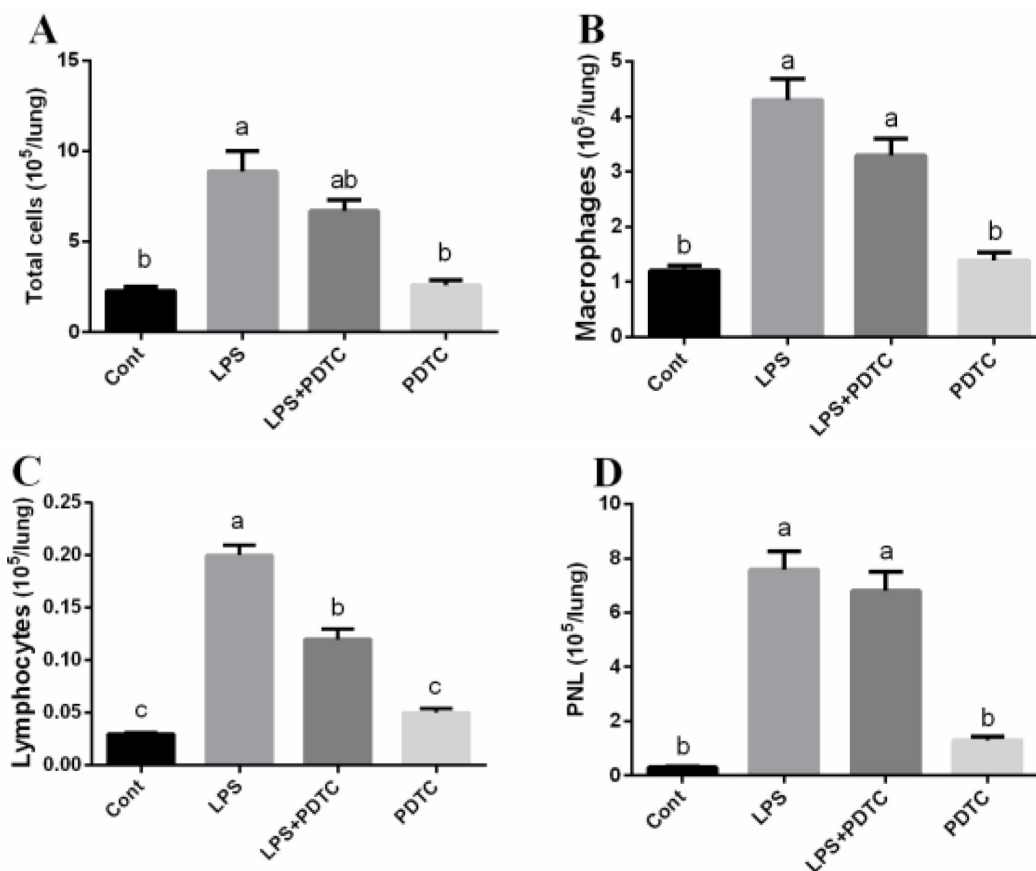 A
Total cells (10⁵/lung)
15
10
5
0
b
a
ab
b
Cont
LPS
LPS+PDTC
PDTC
B
Macrophages (10⁵/lung)
5
4
3
2
1
0
b
a
a
b
Cont
LPS
LPS+PDTC
PDTC
C
Lymphocytes (10⁵/lung)
0.25
0.20
0.15
0.10
0.05
0.00
c
a
b
c
Cont
LPS
LPS+PDTC
PDTC
D
PNL (10⁵/lung)
10
8
6
4
2
0
b
a
a
b
Cont
LPS
LPS+PDTC
PDTC